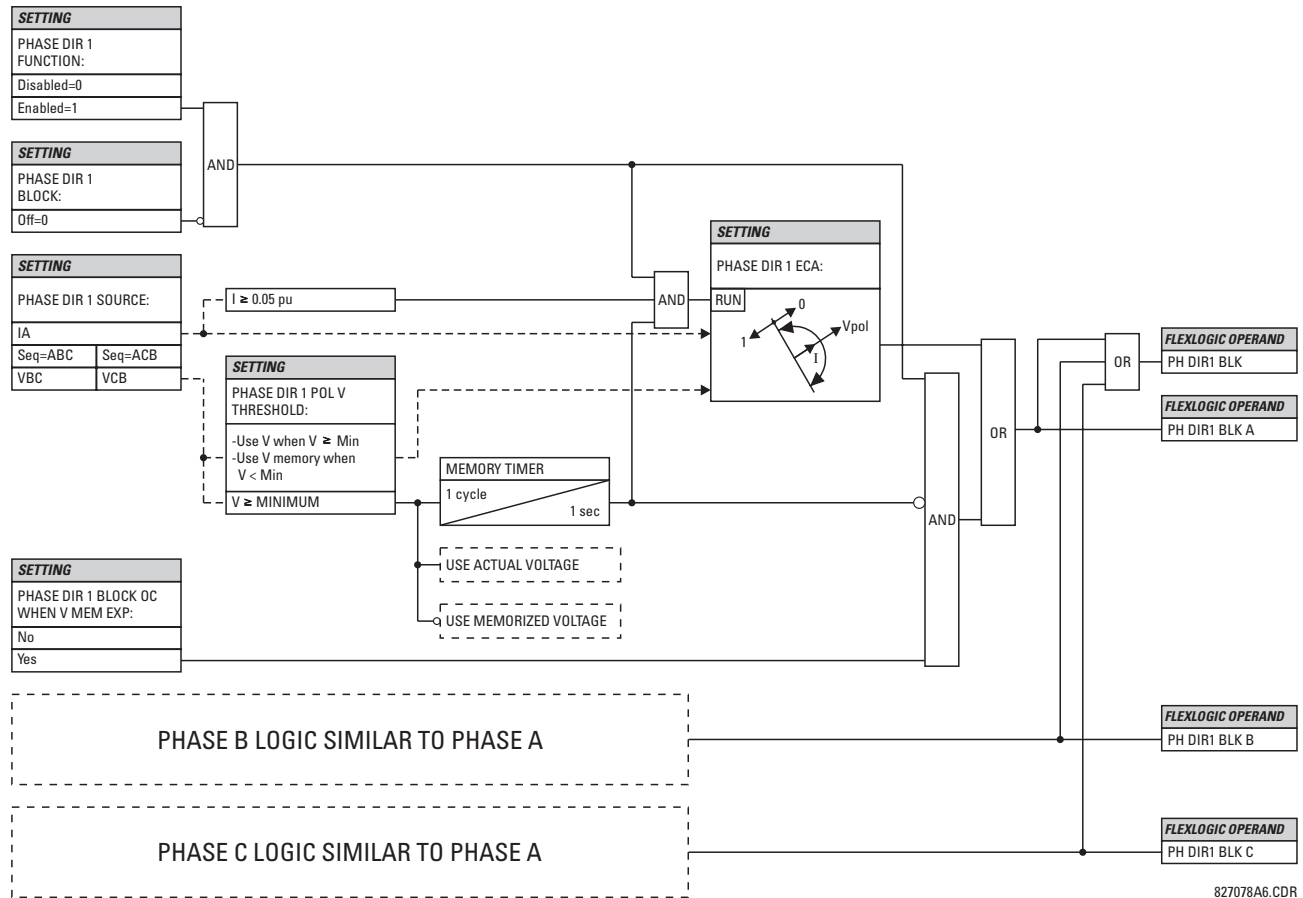 SETTING
PHASE DIR 1
FUNCTION:
Disabled=0
Enabled=1
AND
SETTING
PHASE DIR 1
BLOCK:
Off=0
SETTING
PHASE DIR 1 SOURCE:
IA
Seq=ABC Seq=ACB
VBC VCB
I ≥ 0.05 pu
SETTING
PHASE DIR 1 POL V
THRESHOLD:
-Use V when V ≥ Min
-Use V memory when
V < Min
V ≥ MINIMUM
MEMORY TIMER
1 cycle
1 sec
USE ACTUAL VOLTAGE
USE MEMORIZED VOLTAGE
AND
SETTING
PHASE DIR 1 ECA:
RUN
0
1
Vpol
I
AND
OR
OR
FLEXLOGIC OPERAND
PH DIR1 BLK
FLEXLOGIC OPERAND
PH DIR1 BLK A
SETTING
PHASE DIR 1 BLOCK OC
WHEN V MEM EXP:
No
Yes
PHASE B LOGIC SIMILAR TO PHASE A
FLEXLOGIC OPERAND
PH DIR1 BLK B
PHASE C LOGIC SIMILAR TO PHASE A
FLEXLOGIC OPERAND
PH DIR1 BLK C
827078A6.CDR